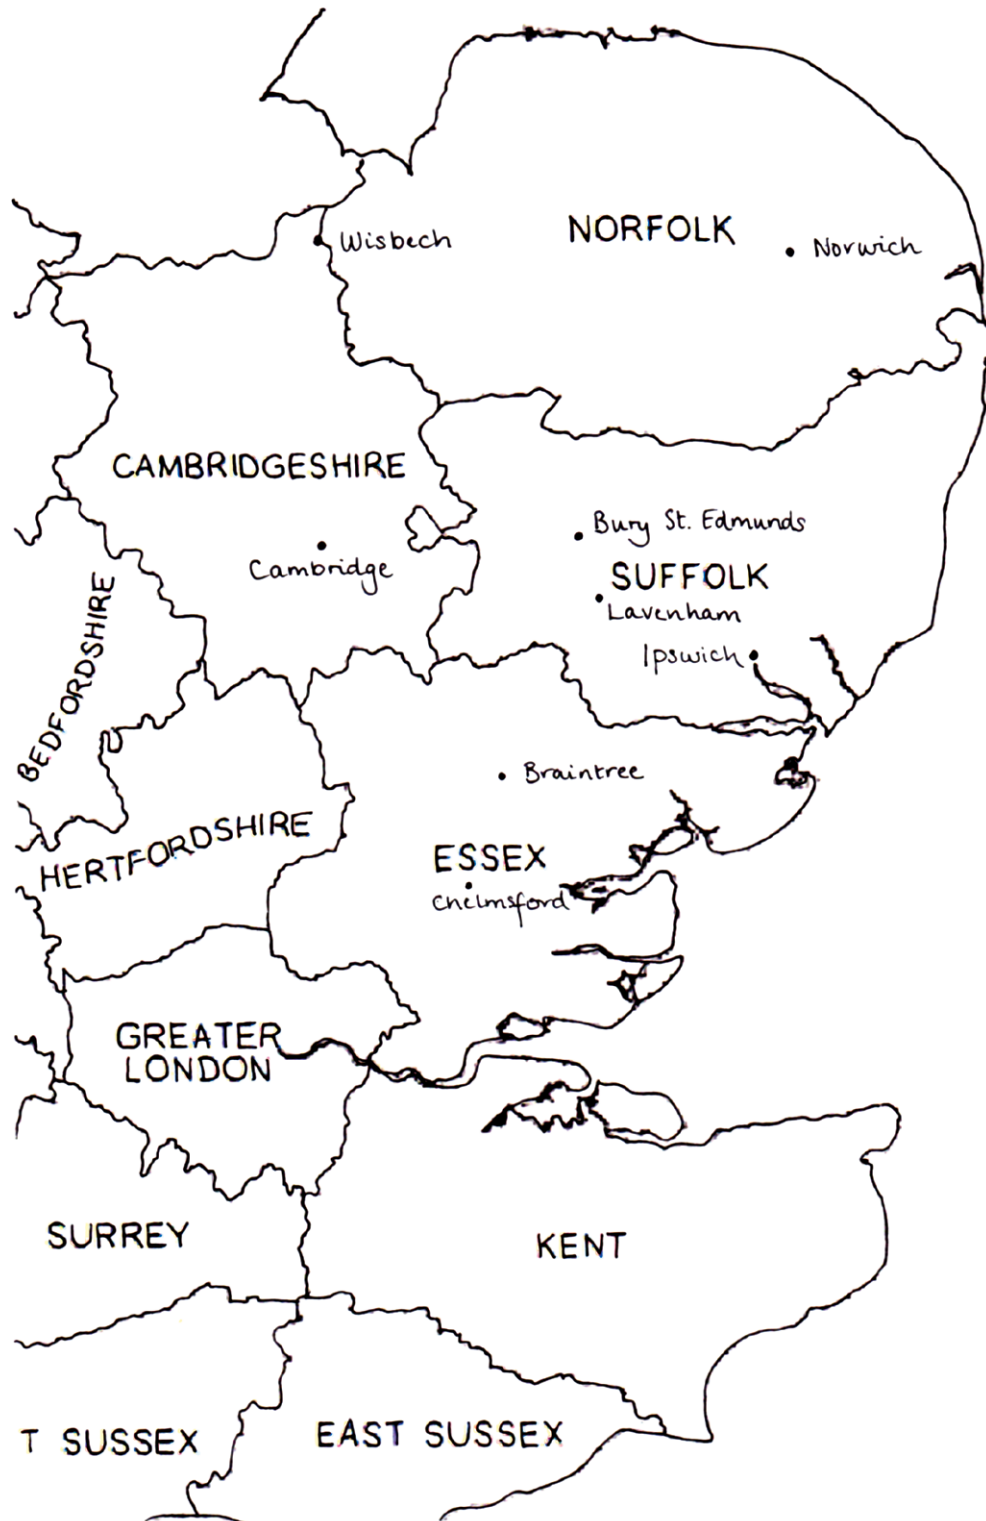 NORFOLK
Wisbech
Norwich
CAMBRIDGESHIRE
Bury St. Edmunds
Cambridge
SUFFOLK
Lavenham
Ipswich
BEDFORDSHIRE
Braintree
HERTFORDSHIRE
ESSEX
Chelmsford
GREATER
LONDON
SURREY
KENT
T SUSSEX
EAST SUSSEX